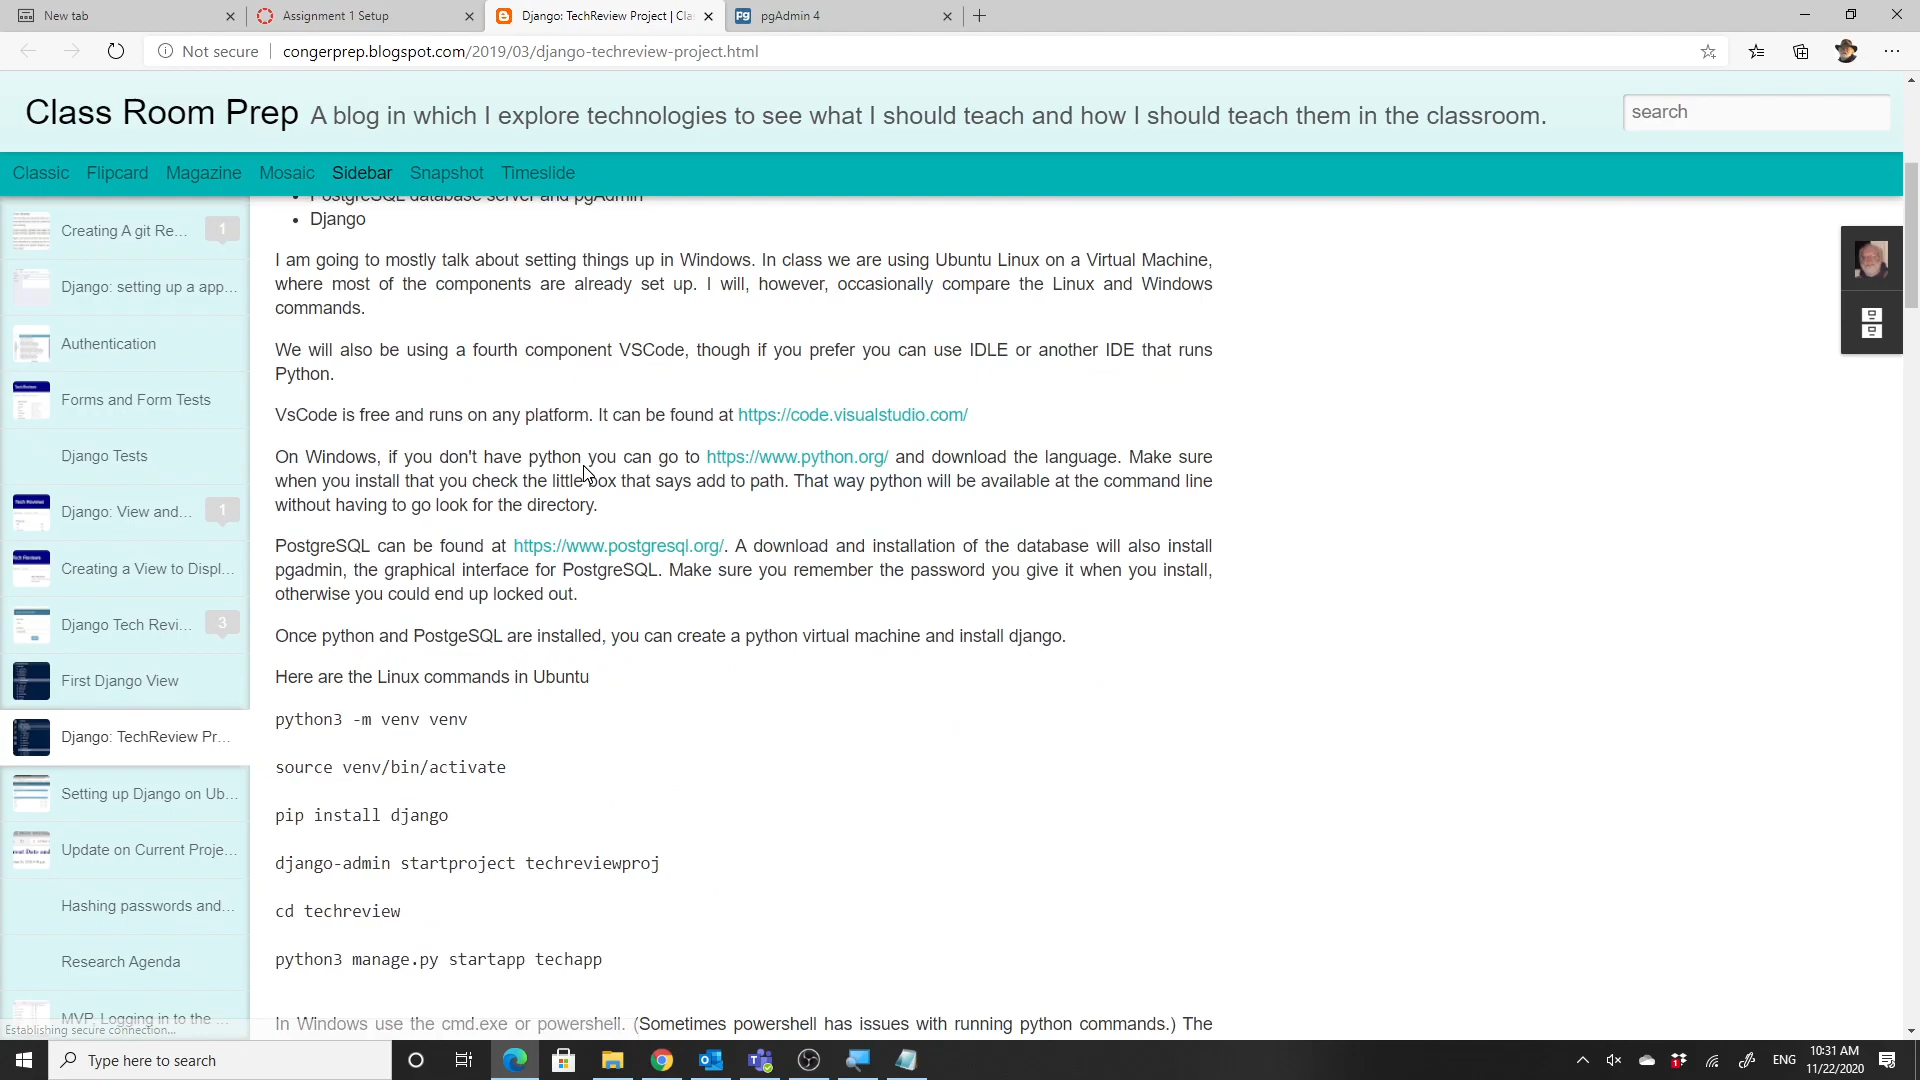 New tab
Assignment 1 Setup
Django: TechReview Project | Cla
pgAdmin 4
Not secure
congerprep.blogspot.com/2019/03/django-techreview-project.html
Class Room Prep A blog in which I explore technologies to see what I should teach and how I should teach them in the classroom.
search
Classic Flipcard Magazine Mosaic Sidebar Snapshot Timeslide
Creating A git Re... 1
Django: setting up a app...
Authentication
Forms and Form Tests
Django Tests
Django: View and... 1
Creating a View to Displ...
Django Tech Revi... 3
First Django View
Django: TechReview Pr...
Setting up Django on Ub...
Update on Current Proje...
Hashing passwords and...
Research Agenda
MVP, Logging in to the ...
Establishing secure connection...
• PostgreSQL database server and pgAdmin
• Django
I am going to mostly talk about setting things up in Windows. In class we are using Ubuntu Linux on a Virtual Machine,
where most of the components are already set up. I will, however, occasionally compare the Linux and Windows
commands.
We will also be using a fourth component VSCode, though if you prefer you can use IDLE or another IDE that runs
Python.
VsCode is free and runs on any platform. It can be found at https://code.visualstudio.com/
On Windows, if you don't have python you can go to https://www.python.org/ and download the language. Make sure
when you install that you check the little box that says add to path. That way python will be available at the command line
without having to go look for the directory.
PostgreSQL can be found at https://www.postgresql.org/. A download and installation of the database will also install
pgadmin, the graphical interface for PostgreSQL. Make sure you remember the password you give it when you install,
otherwise you could end up locked out.
Once python and PostgeSQL are installed, you can create a python virtual machine and install django.
Here are the Linux commands in Ubuntu
python3 -m venv venv
source venv/bin/activate
pip install django
django-admin startproject techreviewproj
cd techreview
python3 manage.py startapp techapp
In Windows use the cmd.exe or powershell. (Sometimes powershell has issues with running python commands.) The
Type here to search
ENG
10:31 AM
11/22/2020